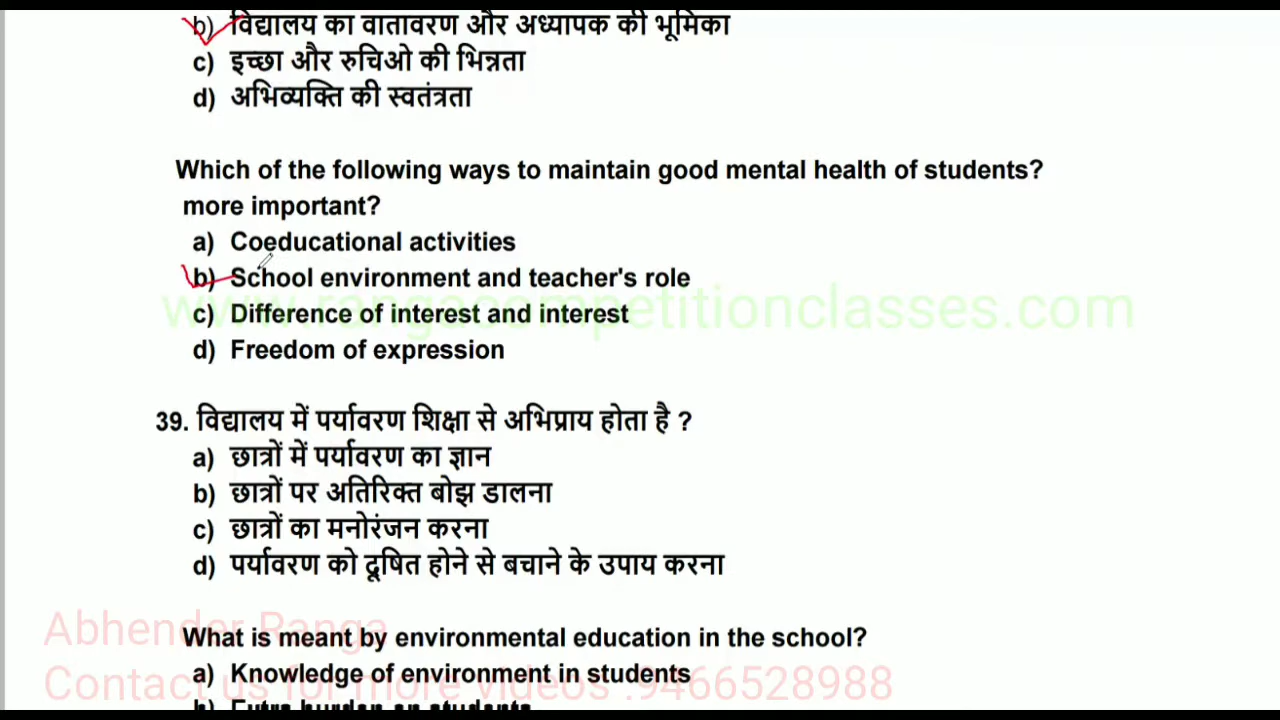 b) विद्यालय का वातावरण और अध्यापक की भूमिका
c) इच्छा और रुचिओ की भिन्नता
d) अभिव्यक्ति की स्वतंत्रता
Which of the following ways to maintain good mental health of students?
more important?
a) Coeducational activities
b) School environment and teacher's role
www.rangacompetitionclasses.com
c) Difference of interest and interest
d) Freedom of expression
39. विद्यालय में पर्यावरण शिक्षा से अभिप्राय होता है ?
a) छात्रों में पर्यावरण का ज्ञान
b) छात्रों पर अतिरिक्त बोझ डालना
c) छात्रों का मनोरंजन करना
d) पर्यावरण को दूषित होने से बचाने के उपाय करना
Abhender Ranga
What is meant by environmental education in the school?
a) Knowledge of environment in students
Contact us for more videos :9466528988
b) Extra burden on students